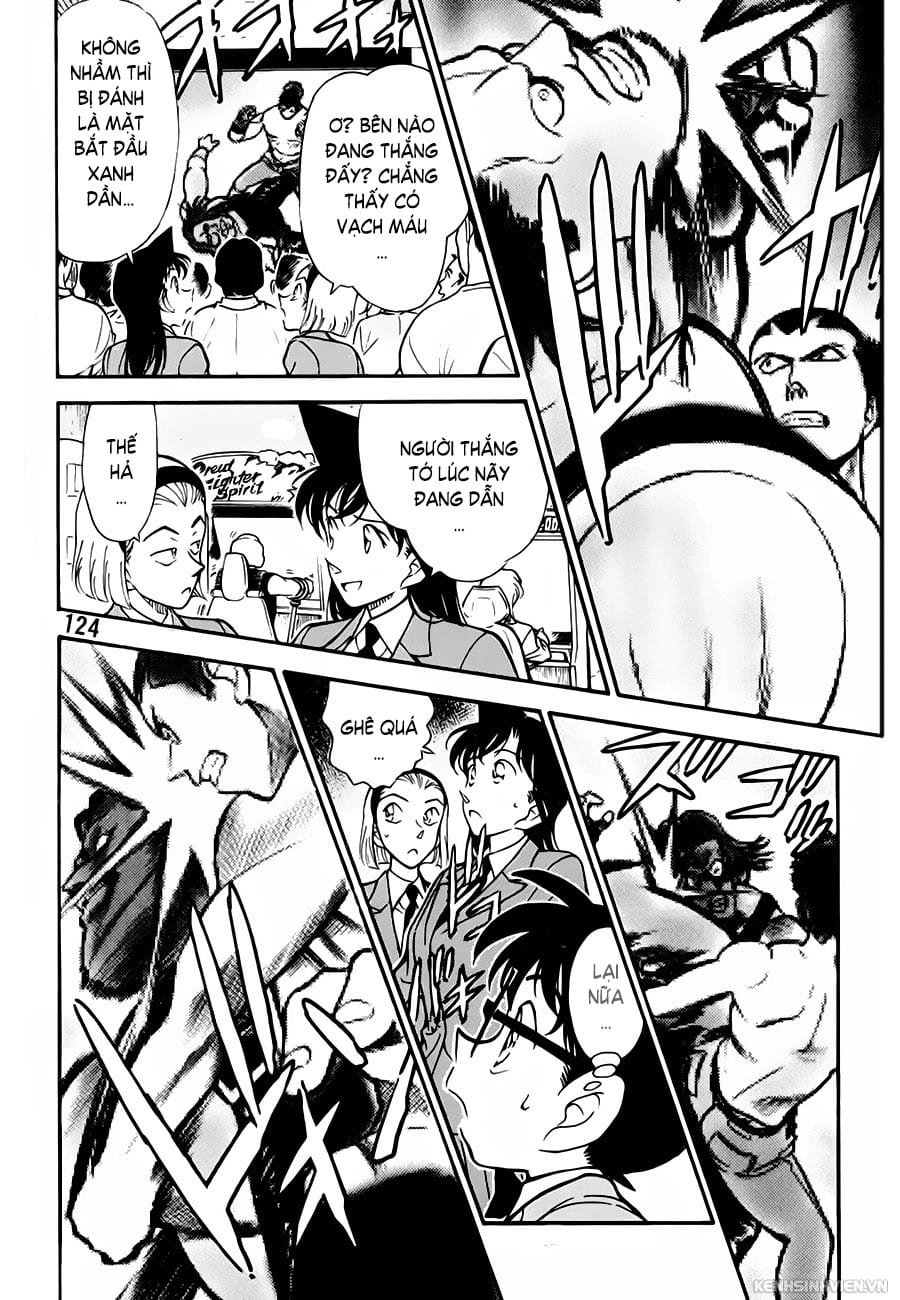 KHÔNG
NHẦM THÌ
BỊ ĐÁNH
LÀ MẶT
BẮT ĐẦU
XANH
DẦN...
Ơ? BÊN NÀO
ĐANG THẮNG
ĐẤY? CHẲNG
THẤY CÓ
VẠCH MÁU
...
THẾ
HẢ
...
NGƯỜI THẮNG
TỚ LÚC NÃY
ĐANG DẪN
...
Spirit
124
GHÊ QUÁ
...
LẠI
NỮA
...
KENHSINHVIEN.VN